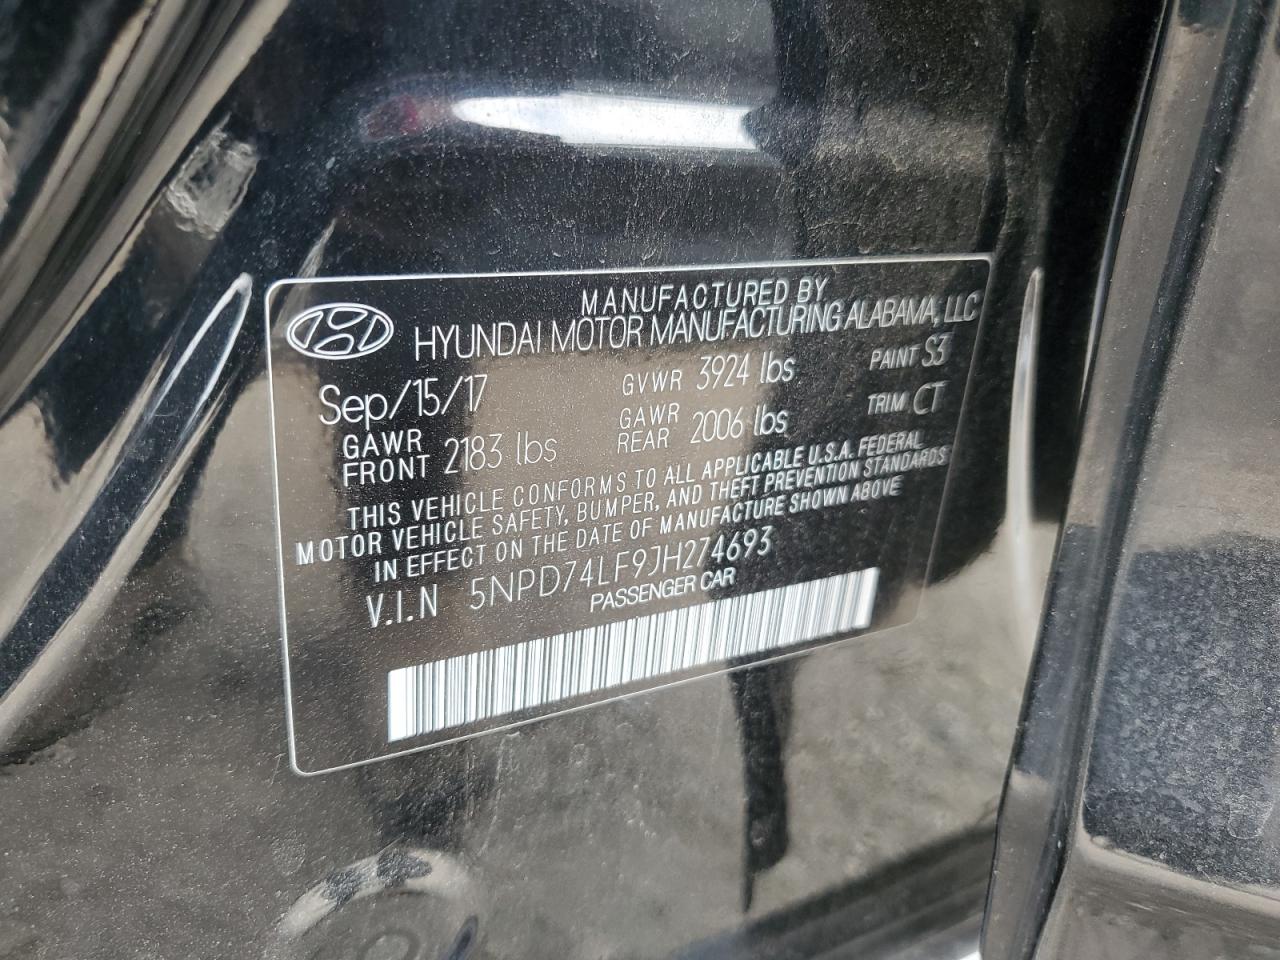 MANUFACTURED BY
HYUNDAI MOTOR MANUFACTURING ALABAMA, LLC
Sep/15/17 GVWR 3924 lbs PAINT S3
GAWR FRONT 2183 lbs GAWR REAR 2006 lbs TRIM CT
THIS VEHICLE CONFORMS TO ALL APPLICABLE U.S.A. FEDERAL
MOTOR VEHICLE SAFETY, BUMPER, AND THEFT PREVENTION STANDARDS
IN EFFECT ON THE DATE OF MANUFACTURE SHOWN ABOVE
V.I.N 5NPD74LF9JH274693
PASSENGER CAR